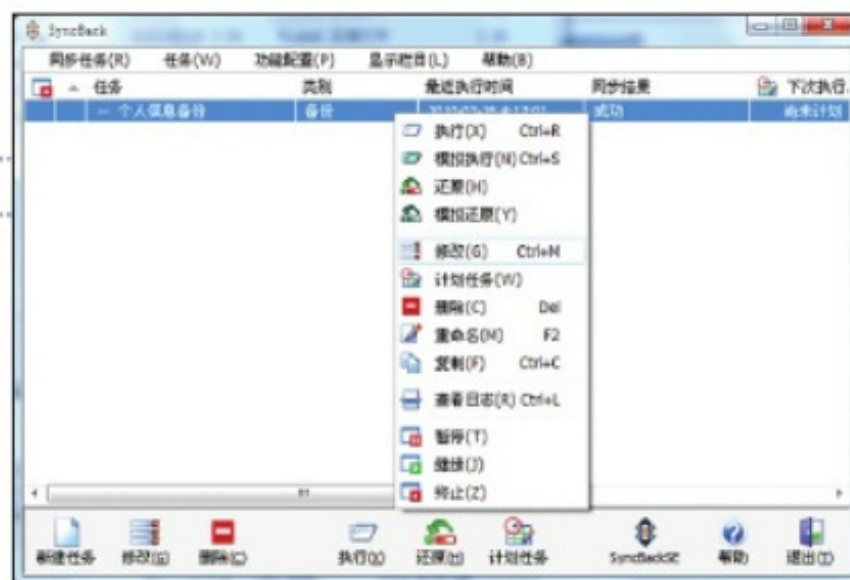 SyncBack
同步任务(R) 任务(W) 功能配置(P) 显示栏目(L) 帮助(B)
任务 类别 最近执行时间 同步结果 下次执行
个人信息备份 备份 成功 尚未计划
执行(X) Ctrl+R
模拟执行(N) Ctrl+S
还原(H)
模拟还原(Y)
修改(G) Ctrl+M
计划任务(W)
删除(C) Del
重命名(M) F2
复制(F) Ctrl+C
查看日志(R) Ctrl+L
暂停(T)
继续(J)
终止(Z)
新建任务 修改(G) 删除(C) 执行(X) 还原(H) 计划任务 SyncBackSE 帮助 退出(T)